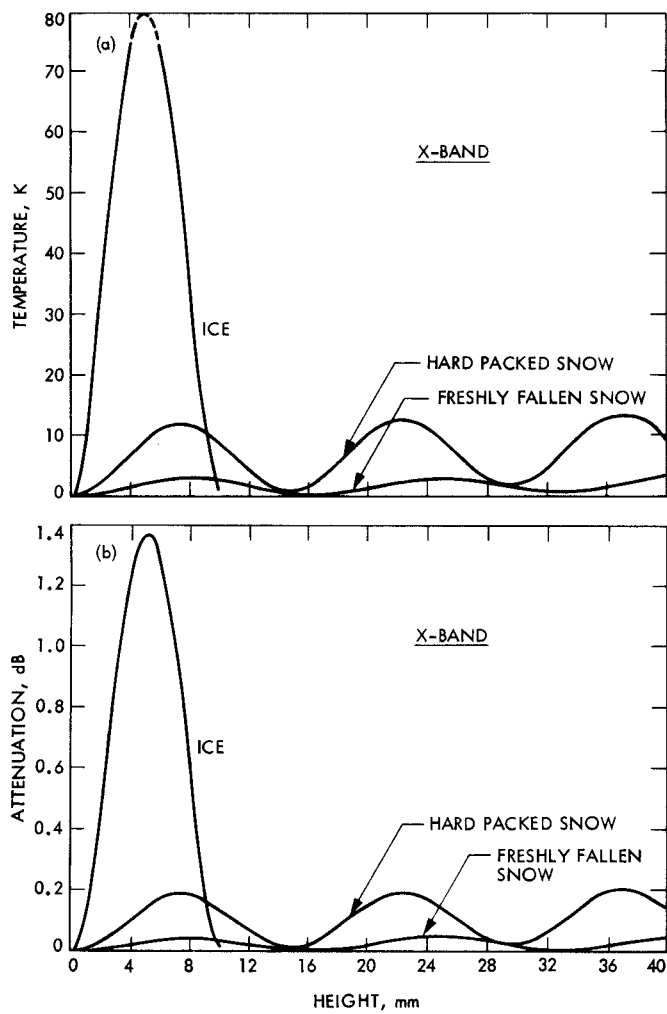 (a)
80
70
60
50
40
30
20
10
0
TEMPERATURE, K
X-BAND
ICE
HARD PACKED SNOW
FRESHLY FALLEN SNOW
(b)
1.4
1.2
1.0
0.8
0.6
0.4
0.2
0
ATTENUATION, dB
X-BAND
ICE
HARD PACKED SNOW
FRESHLY FALLEN
SNOW
0 4 8 12 16 20 24 28 32 36 40
HEIGHT, mm